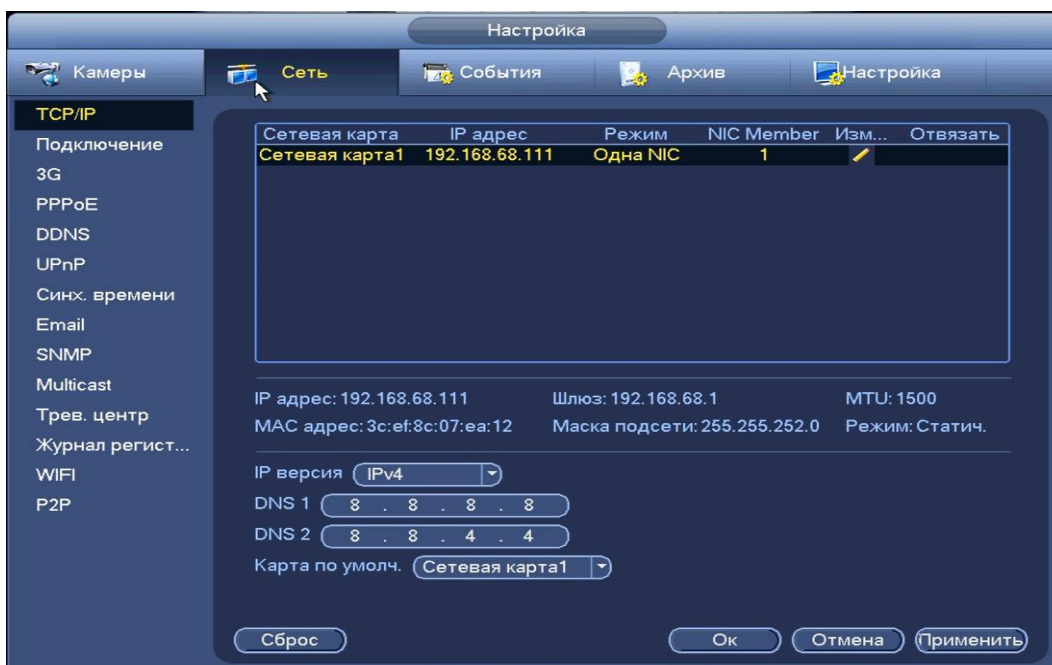 Настройка
Камеры Сеть События Архив Настройка
TCP/IP
Подключение
3G
PPPoE
DDNS
UPnP
Синх. времени
Email
SNMP
Multicast
Трев. центр
Журнал регист...
WIFI
P2P
Сетевая карта IP адрес Режим NIC Member Изм... Отвязать
Сетевая карта1 192.168.68.111 Одна NIC 1
IP адрес: 192.168.68.111 Шлюз: 192.168.68.1 MTU: 1500
MAC адрес: 3c:ef:8c:07:ea:12 Маска подсети: 255.255.252.0 Режим: Статич.
IP версия IPv4
DNS 1 8 . 8 . 8 . 8
DNS 2 8 . 8 . 4 . 4
Карта по умолч. Сетевая карта1
Сброс Ок Отмена Применить